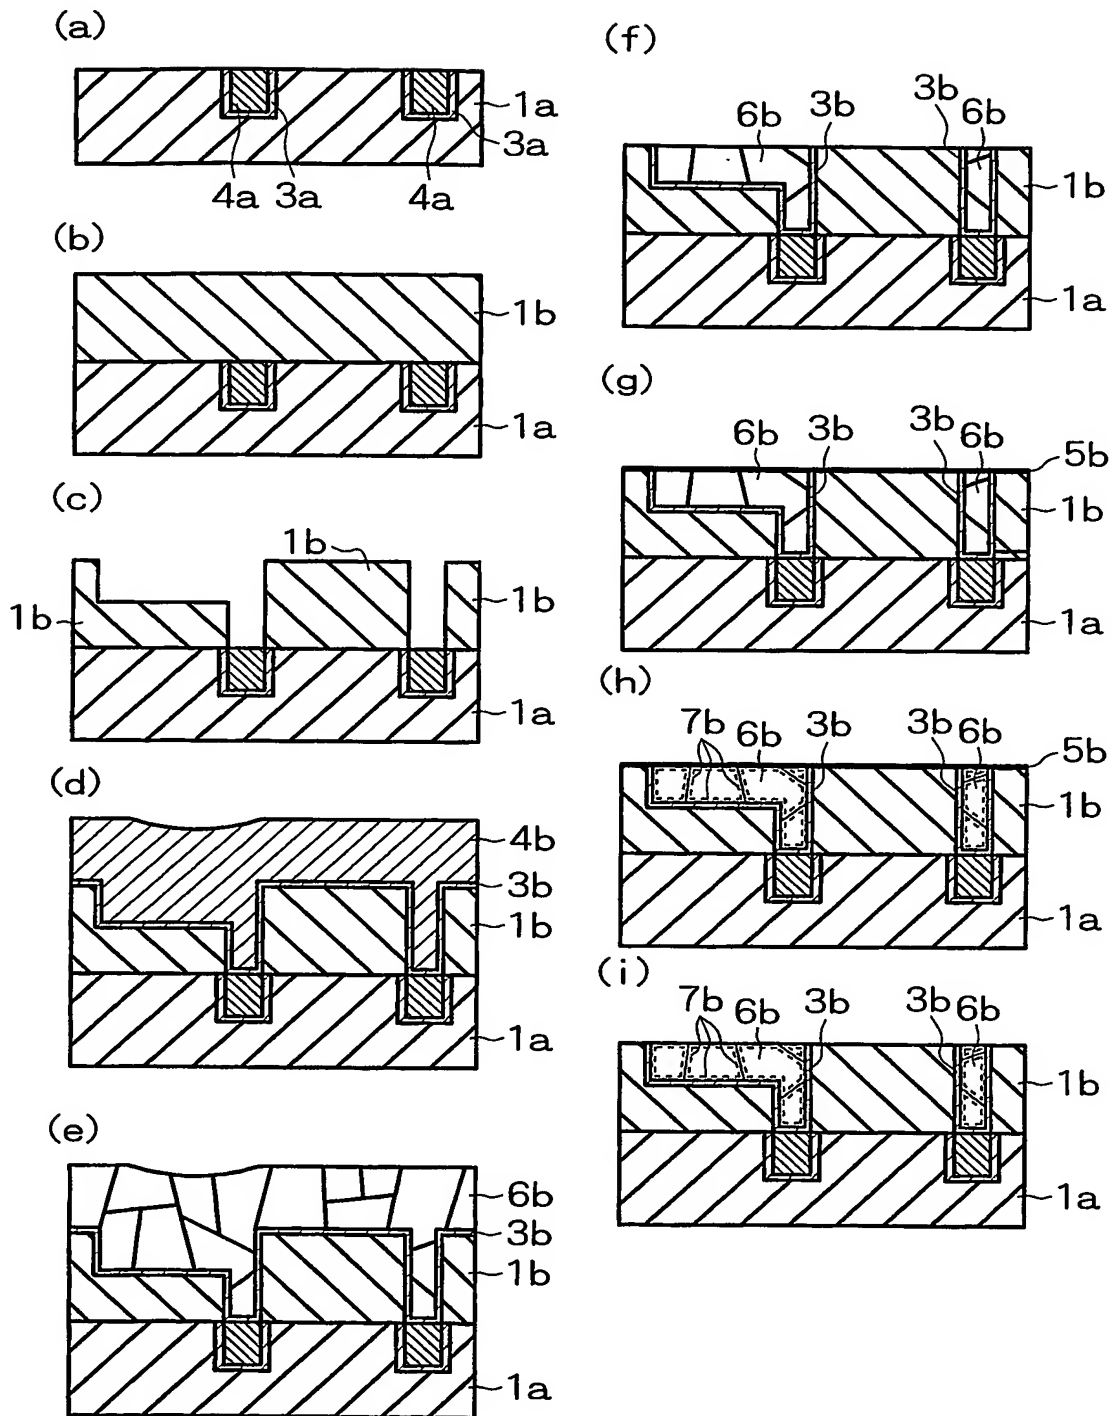 (a)
1a
3a
4a 3a 4a
(b)
1b
1a
(c)
1b
1b
1b
1a
(d)
4b
3b
1b
1a
(e)
6b
3b
1b
1a
(f)
6b 3b 3b 6b
1b
1a
(g)
6b 3b 3b 6b 5b
1b
1a
(h)
7b 6b 3b 3b 6b 5b
1b
1a
(i)
7b 6b 3b 3b 6b
1b
1a